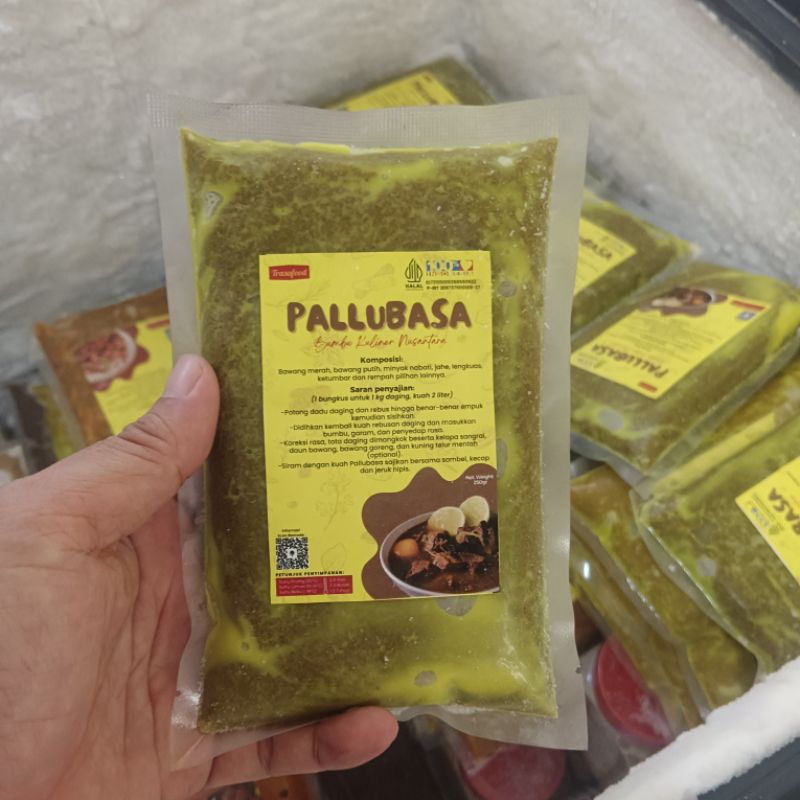 Trasafood
HALAL
100%
PALLUBASA
Bumbu Kuliner Nusantara
Komposisi:
Bawang merah, bawang putih, minyak nabati, jahe, lengkuas,
ketumbar dan rempah pilihan lainnya.
Saran penyajian:
(1 bungkus untuk 1 kg daging, kuah 2 liter)
-Potong dadu daging dan rebus hingga benar-benar empuk
kemudian sisihkan.
-Didihkan kembali kuah rebusan daging dan masukkan
bumbu, garam, dan penyedap rasa.
-Koreksi rasa, tata daging dimangkok beserta kelapa sangrai,
daun bawang, bawang goreng, dan kuning telur mentah
(optional).
-Siram dengan kuah Pallubasa sajikan bersama sambel, kecap
dan jeruk nipis.
Net. Weight:
250gr
PETUNJUK PENYIMPANAN:
PALLUBASA
PALLUBASA